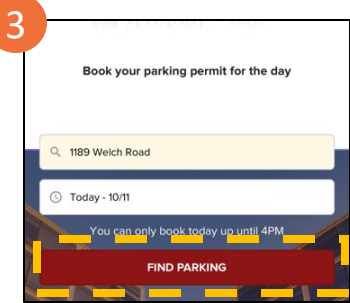 3
Book your parking permit for the day
1189 Welch Road
Today - 10/11
You can only book today up until 4PM
FIND PARKING